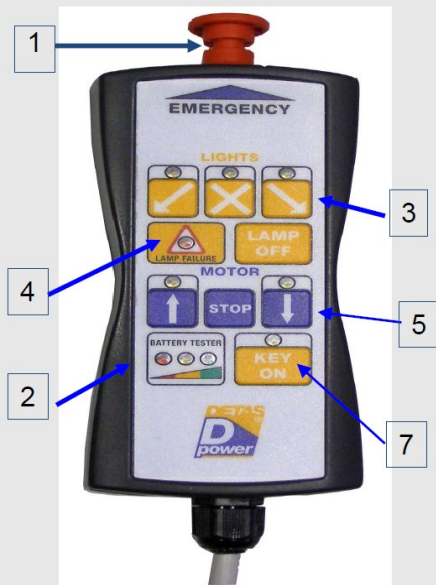 1
EMERGENCY
LIGHTS
3
LAMP OFF
4
LAMP FAILURE
MOTOR
STOP
5
BATTERY TESTER
2
KEY ON
7
DETAS
D
power